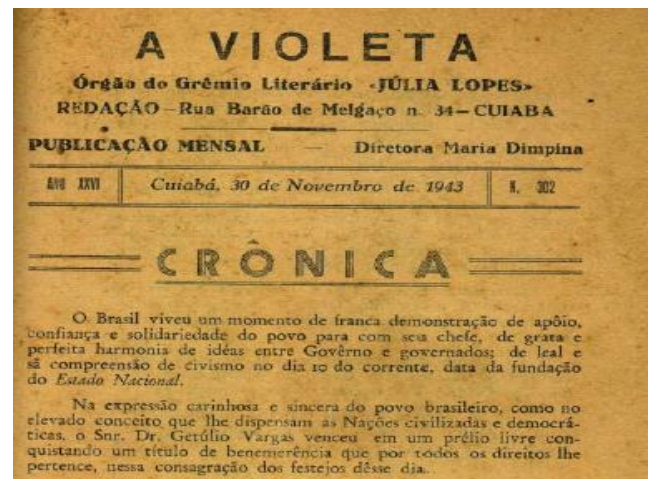 A VIOLETA
Órgão do Grêmio Literário «JÚLIA LOPES»
REDAÇÃO—Rua Barão de Melgaço n. 34—CUIABA
PUBLICAÇÃO MENSAL — Diretora Maria Dimpina
ANO XXVI Cuiabá, 30 de Novembro de 1943 N. 302
CRÔNICA
O Brasil viveu um momento de franca demonstração de apôio,
confiança e solidariedade do povo para com seu chefe, de grata e
perfeita harmonia de idéas entre Govêrno e governados; de leal e
sã compreensão de civismo no dia 10 do corrente, data da fundação
do Estado Nacional.
Na expressão carinhosa e sincera do povo brasileiro, como no
elevado conceito que lhe dispensam as Nações civilizadas e democrá-
ticas, o Snr. Dr. Getúlio Vargas venceu em um prélio livre con-
quistando um título de benemerência que por todos os direitos lhe
pertence, nessa consagração dos festejos dêsse dia.